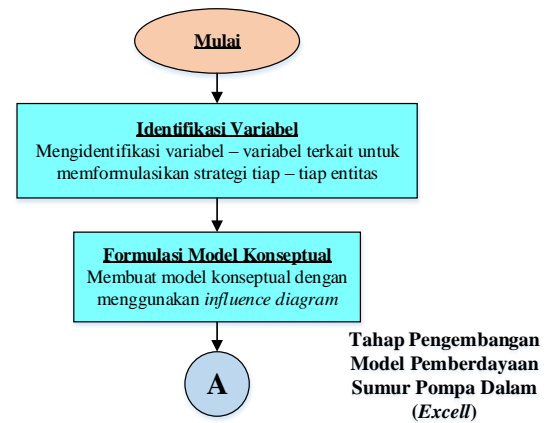 Mulai
Identifikasi Variabel
Mengidentifikasi variabel – variabel terkait untuk
memformulasikan strategi tiap – tiap entitas
Formulasi Model Konseptual
Membuat model konseptual dengan
menggunakan influence diagram
A
Tahap Pengembangan
Model Pemberdayaan
Sumur Pompa Dalam
(Excell)